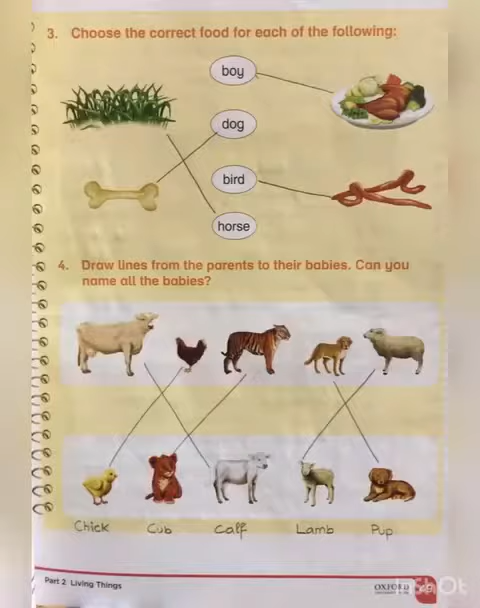 3. Choose the correct food for each of the following:
boy
dog
bird
horse
4. Draw lines from the parents to their babies. Can you
name all the babies?
Chick Cub Calf Lamb Pup
Part 2 Living Things
OXFORD
49
InShOt